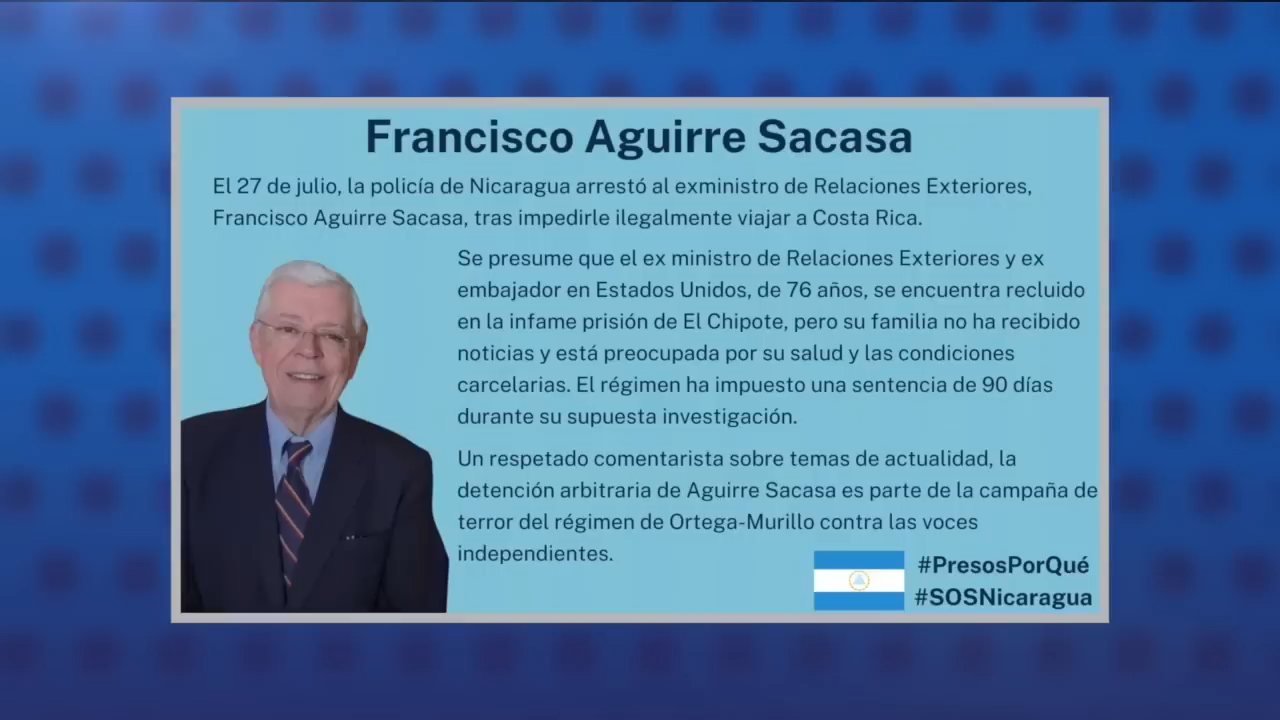 Francisco Aguirre Sacasa
El 27 de julio, la policía de Nicaragua arrestó al exministro de Relaciones Exteriores,
Francisco Aguirre Sacasa, tras impedirle ilegalmente viajar a Costa Rica.
Se presume que el ex ministro de Relaciones Exteriores y ex
embajador en Estados Unidos, de 76 años, se encuentra recluido
en la infame prisión de El Chipote, pero su familia no ha recibido
noticias y está preocupada por su salud y las condiciones
carcelarias. El régimen ha impuesto una sentencia de 90 días
durante su supuesta investigación.
Un respetado comentarista sobre temas de actualidad, la
detención arbitraria de Aguirre Sacasa es parte de la campaña de
terror del régimen de Ortega-Murillo contra las voces
independientes.
#PresosPorQué
#SOSNicaragua